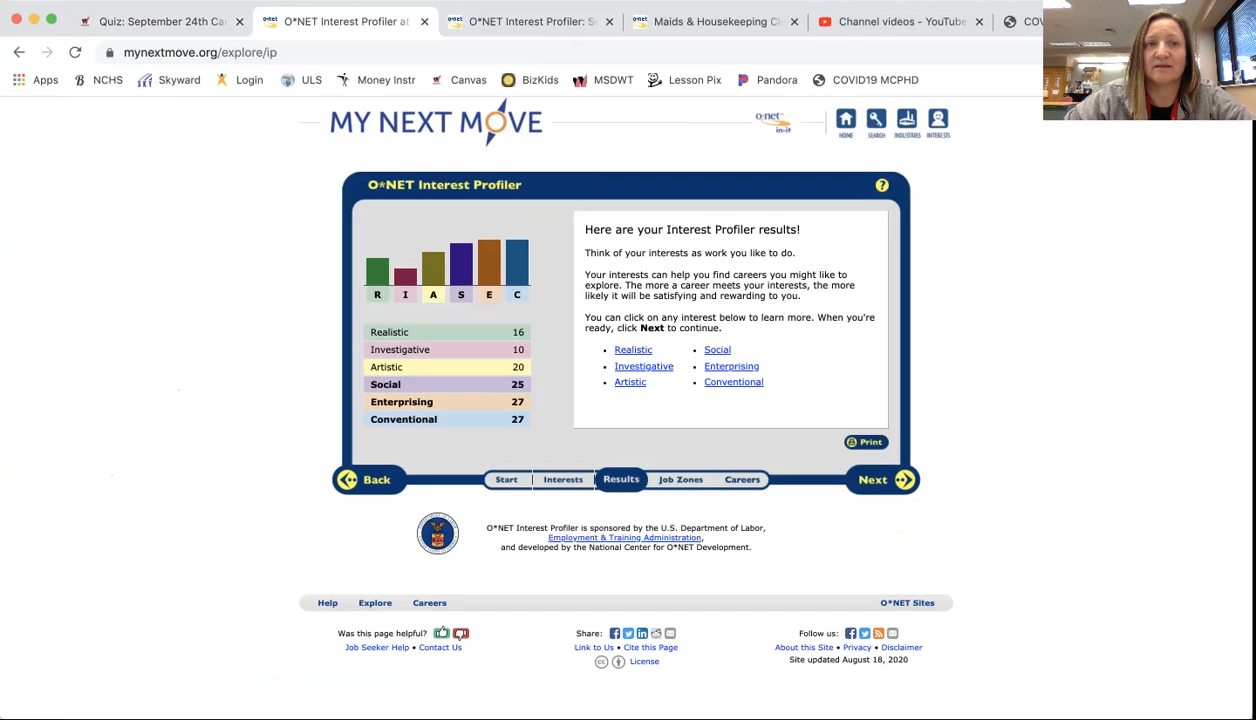 Quiz: September 24th Car
O*NET Interest Profiler at
O*NET Interest Profiler: S
Maids & Housekeeping Cl
Channel videos - YouTube
COV
mynextmove.org/explore/ip
Apps
NCHS
Skyward
Login
ULS
Money Instr
Canvas
BizKids
MSDWT
Lesson Pix
Pandora
COVID19 MCPHD
MY NEXT MOVE
o*net
in-it
HOME
SEARCH
INDUSTRIES
INTERESTS
O*NET Interest Profiler
?
R I A S E C
Realistic 16
Investigative 10
Artistic 20
Social 25
Enterprising 27
Conventional 27
Here are your Interest Profiler results!
Think of your interests as work you like to do.
Your interests can help you find careers you might like to
explore. The more a career meets your interests, the more
likely it will be satisfying and rewarding to you.
You can click on any interest below to learn more. When you're
ready, click Next to continue.
• Realistic
• Investigative
• Artistic
• Social
• Enterprising
• Conventional
Print
Back
Start
Interests
Results
Job Zones
Careers
Next
O*NET Interest Profiler is sponsored by the U.S. Department of Labor,
Employment & Training Administration,
and developed by the National Center for O*NET Development.
Help
Explore
Careers
O*NET Sites
Was this page helpful?
Job Seeker Help • Contact Us
Share:
Link to Us • Cite this Page
License
Follow us:
About this Site • Privacy • Disclaimer
Site updated August 18, 2020